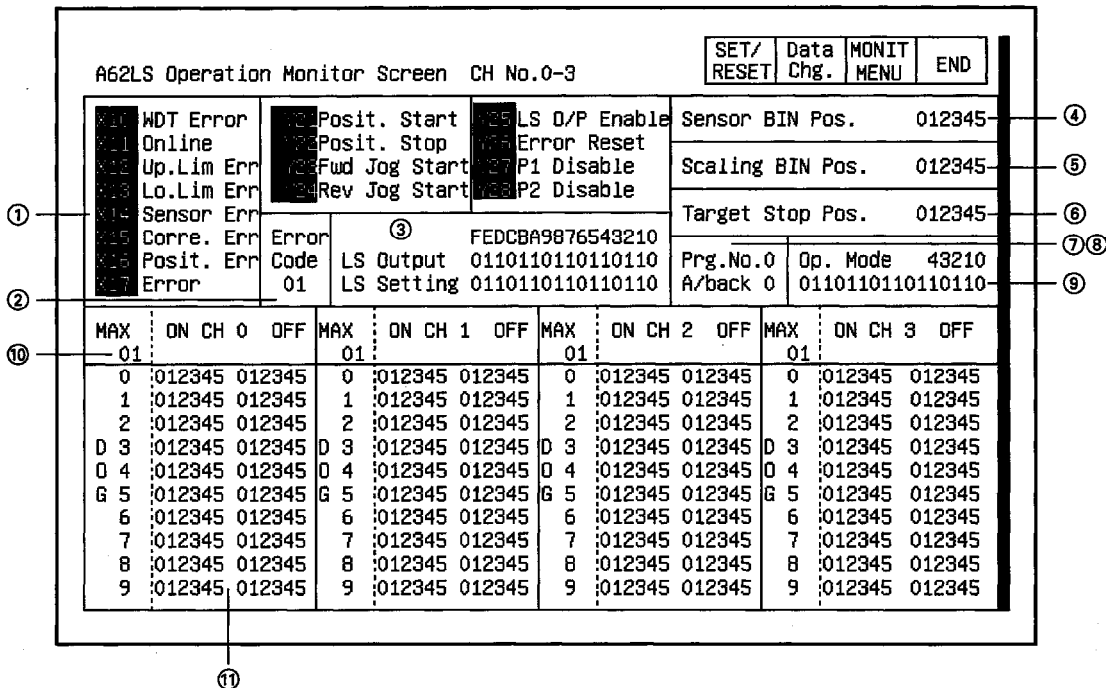 SET/ RESET
Data Chg.
MONIT MENU
END
A62LS Operation Monitor Screen CH No.0-3
WDT Error
Online
Up.Lim Err
Lo.Lim Err
Sensor Err
Corre. Err
Posit. Err
Error
Posit. Start
Posit. Stop
Fwd Jog Start
Rev Jog Start
LS O/P Enable
Error Reset
P1 Disable
P2 Disable
Sensor BIN Pos. 012345
Scaling BIN Pos. 012345
Target Stop Pos. 012345
Error
Code
01
③
FEDCBA9876543210
LS Output 0110110110110110
LS Setting 0110110110110110
Prg.No.0
A/back 0
Op. Mode 43210
0110110110110110
①
②
④
⑤
⑥
⑦⑧
⑨
⑩
MAX ON CH 0 OFF MAX ON CH 1 OFF MAX ON CH 2 OFF MAX ON CH 3 OFF
01 01 01 01
0 012345 012345 0 012345 012345 0 012345 012345 0 012345 012345
1 012345 012345 1 012345 012345 1 012345 012345 1 012345 012345
2 012345 012345 2 012345 012345 2 012345 012345 2 012345 012345
D 3 012345 012345 D 3 012345 012345 D 3 012345 012345 D 3 012345 012345
O 4 012345 012345 O 4 012345 012345 O 4 012345 012345 O 4 012345 012345
G 5 012345 012345 G 5 012345 012345 G 5 012345 012345 G 5 012345 012345
6 012345 012345 6 012345 012345 6 012345 012345 6 012345 012345
7 012345 012345 7 012345 012345 7 012345 012345 7 012345 012345
8 012345 012345 8 012345 012345 8 012345 012345 8 012345 012345
9 012345 012345 9 012345 012345 9 012345 012345 9 012345 012345
⑪